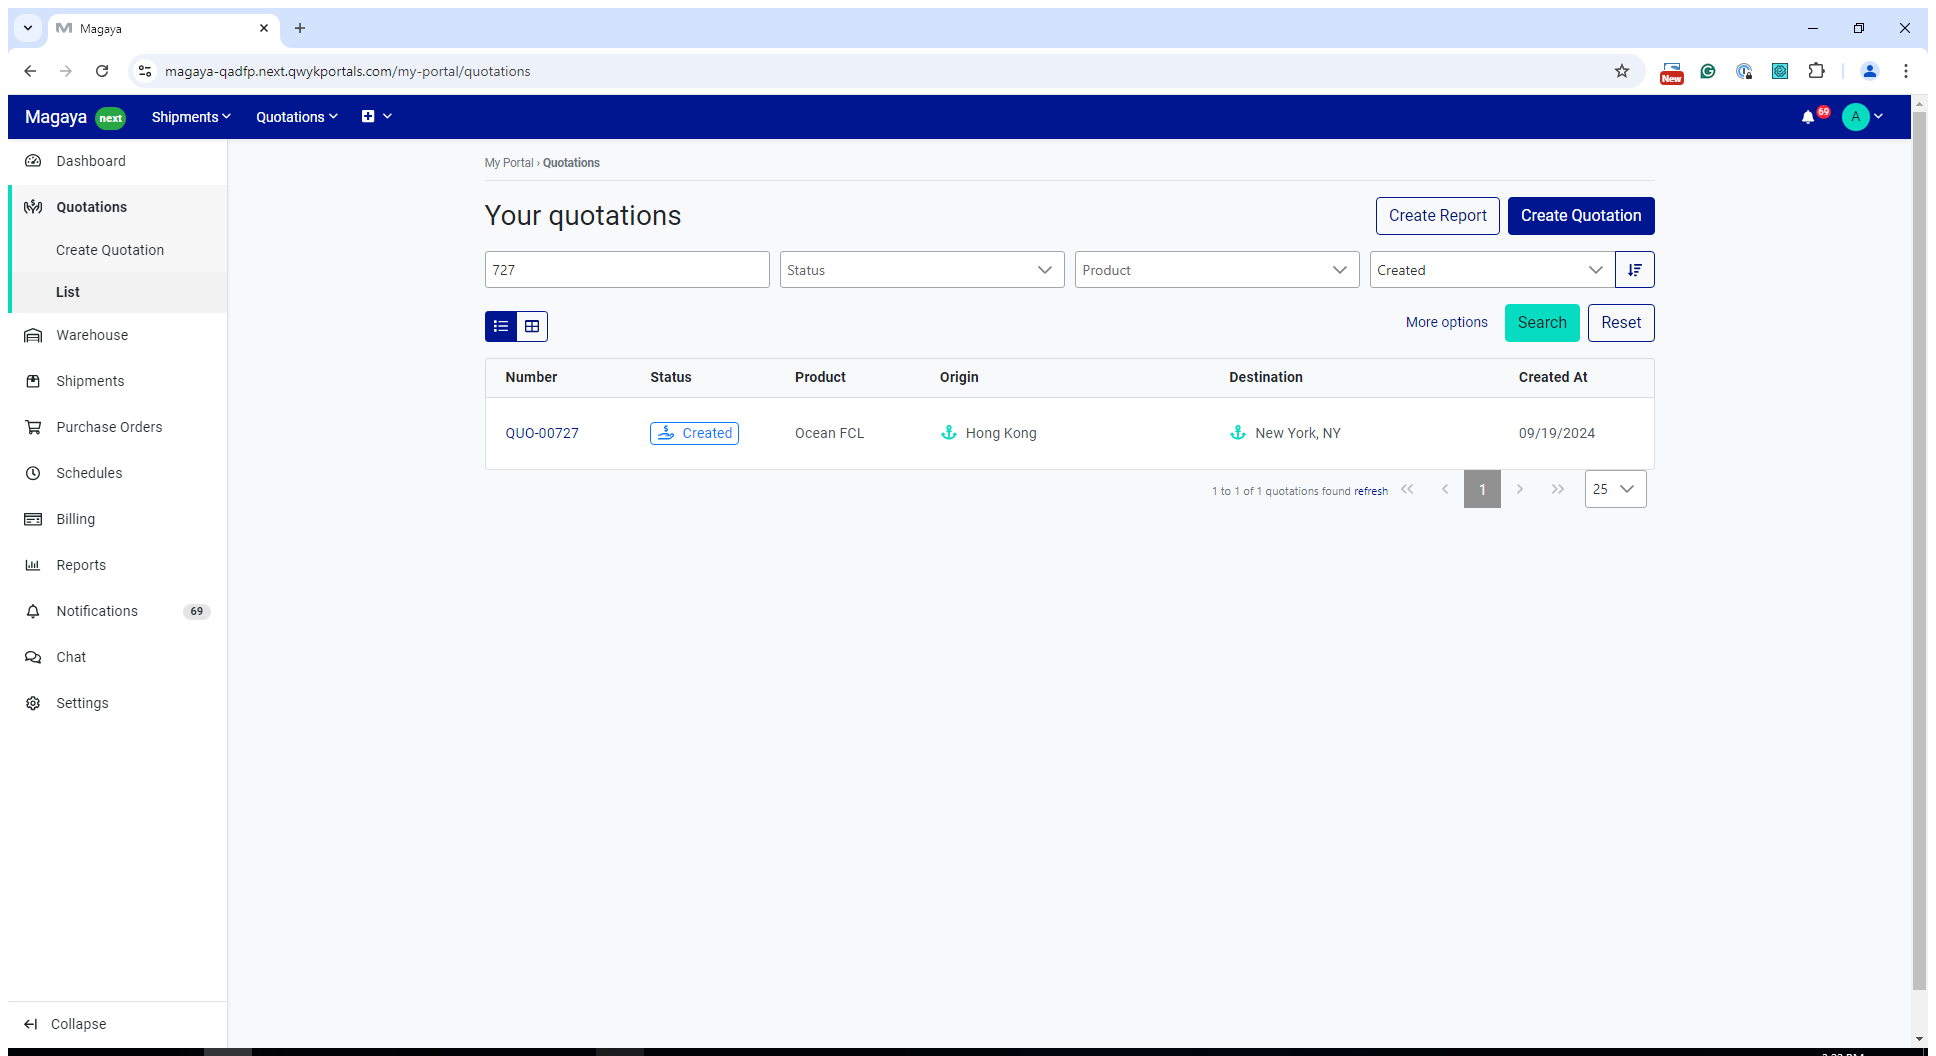 Magaya
magaya-qadfp.next.qwykportals.com/my-portal/quotations
New
Magaya next Shipments Quotations 69 A
Dashboard
Quotations
Create Quotation
List
Warehouse
Shipments
Purchase Orders
Schedules
Billing
Reports
Notifications 69
Chat
Settings
Collapse
My Portal › Quotations
Your quotations
Create Report Create Quotation
727 Status Product Created
More options Search Reset
Number Status Product Origin Destination Created At
QUO-00727 Created Ocean FCL Hong Kong New York, NY 09/19/2024
1 to 1 of 1 quotations found refresh 1 25